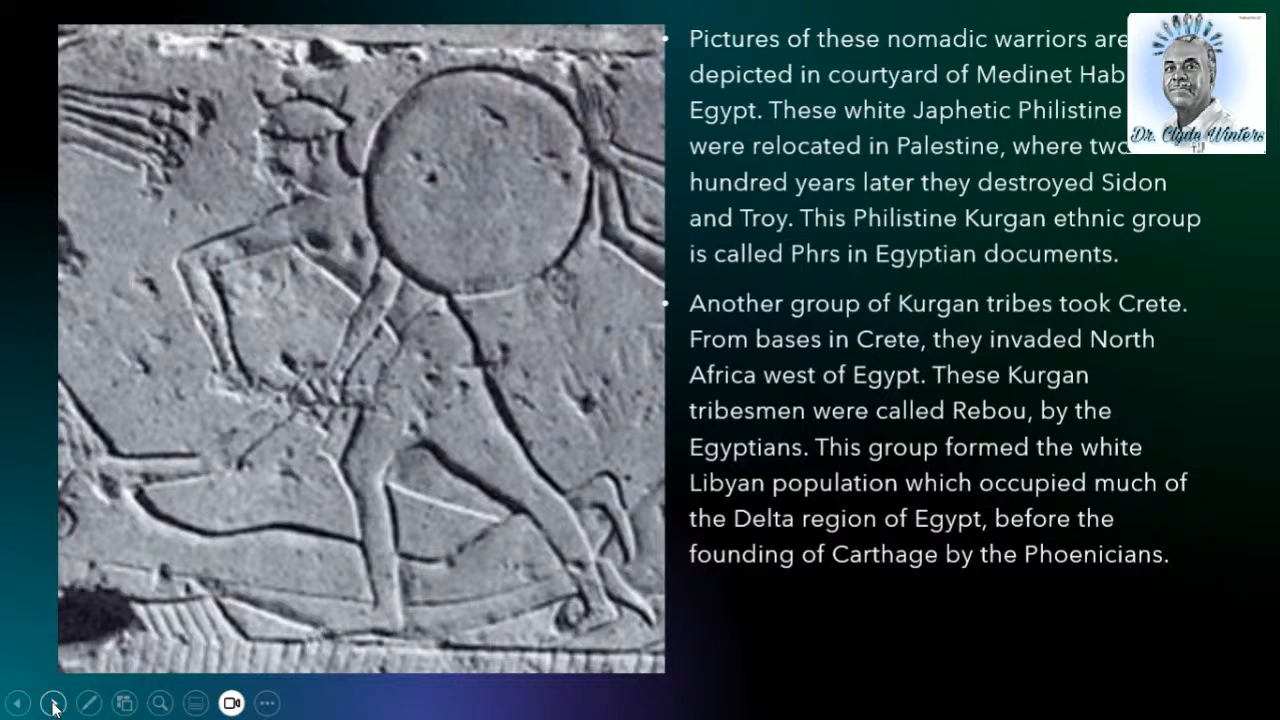 Pictures of these nomadic warriors are
depicted in courtyard of Medinet Hab
Egypt. These white Japhetic Philistine
were relocated in Palestine, where two
hundred years later they destroyed Sidon
and Troy. This Philistine Kurgan ethnic group
is called Phrs in Egyptian documents.
Another group of Kurgan tribes took Crete.
From bases in Crete, they invaded North
Africa west of Egypt. These Kurgan
tribesmen were called Rebou, by the
Egyptians. This group formed the white
Libyan population which occupied much of
the Delta region of Egypt, before the
founding of Carthage by the Phoenicians.
Dr. Clyde Winters